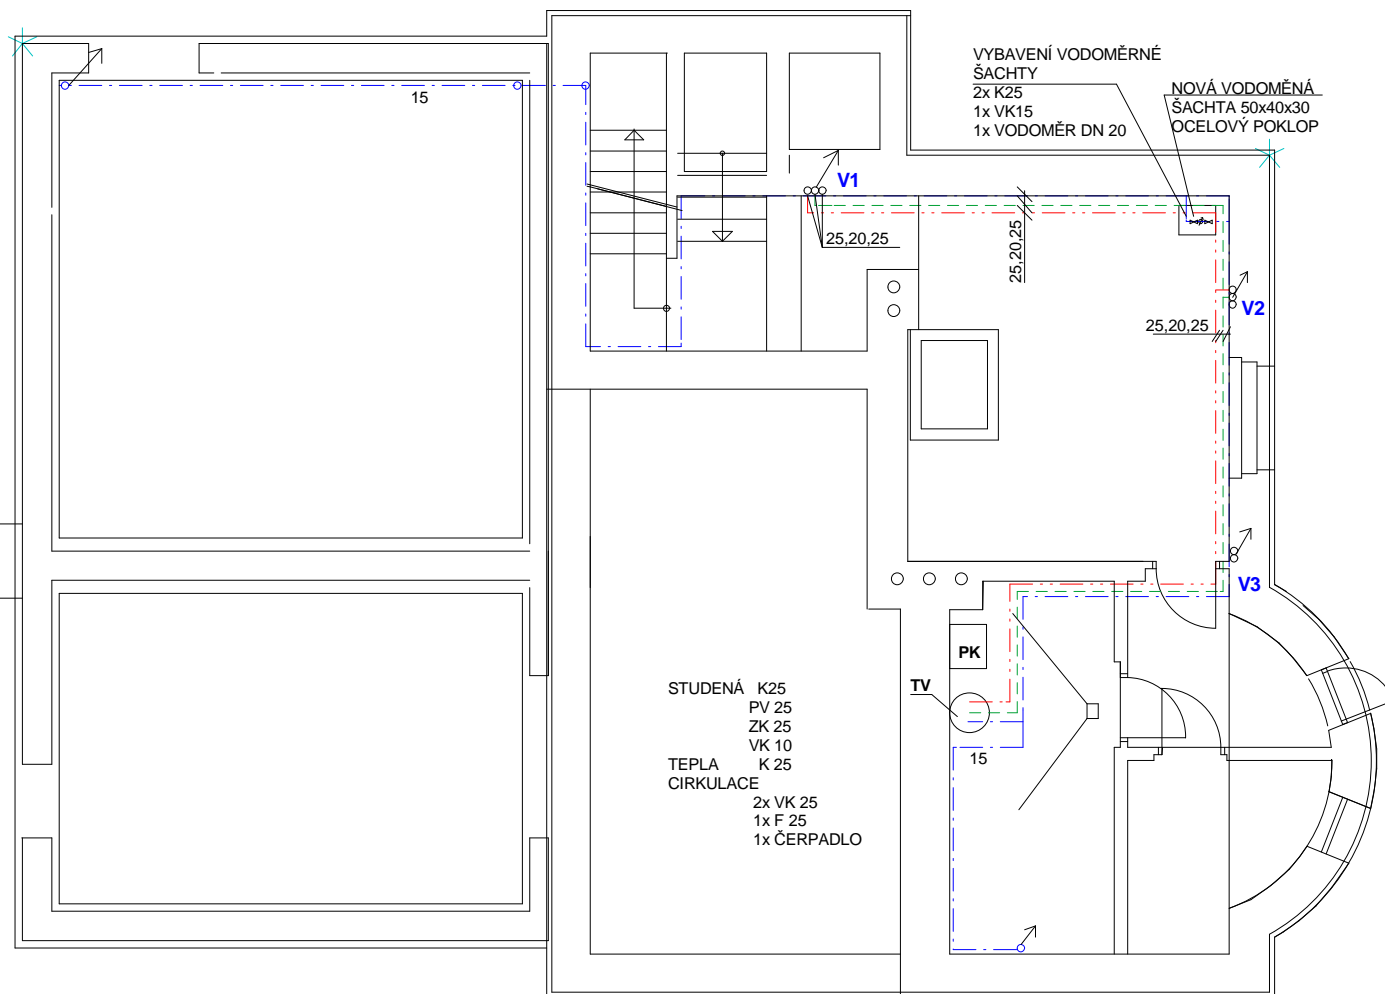 VYBAVENÍ VODOMĚRNÉ
ŠACHTY
2x K25
1x VK15
1x VODOMĚR DN 20
NOVÁ VODOMĚNÁ
ŠACHTA 50x40x30
OCELOVÝ POKLOP
15
V1
25,20,25
25,20,25
V2
25,20,25
V3
PK
TV
15
STUDENÁ K25
PV 25
ZK 25
VK 10
TEPLA K 25
CIRKULACE
2x VK 25
1x F 25
1x ČERPADLO